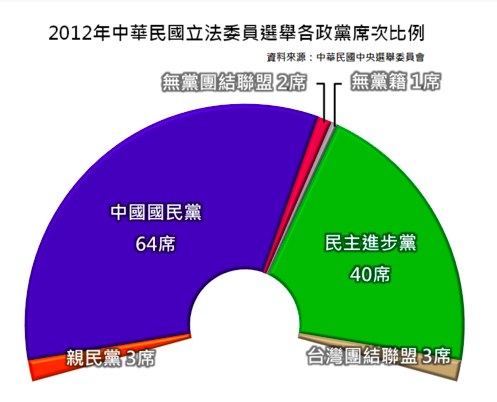 2012年中華民國立法委員選舉各政黨席次比例
資料來源：中華民國中央選舉委員會
無黨團結聯盟 2席
無黨籍 1席
中國國民黨
64席
民主進步黨
40席
親民黨 3席
台灣團結聯盟 3席